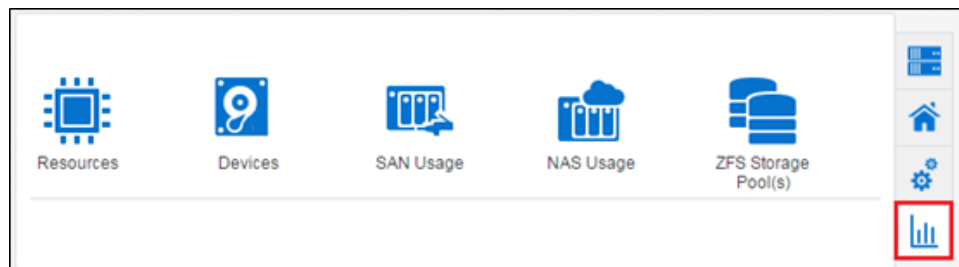 Resources
Devices
SAN Usage
NAS Usage
ZFS Storage
Pool(s)